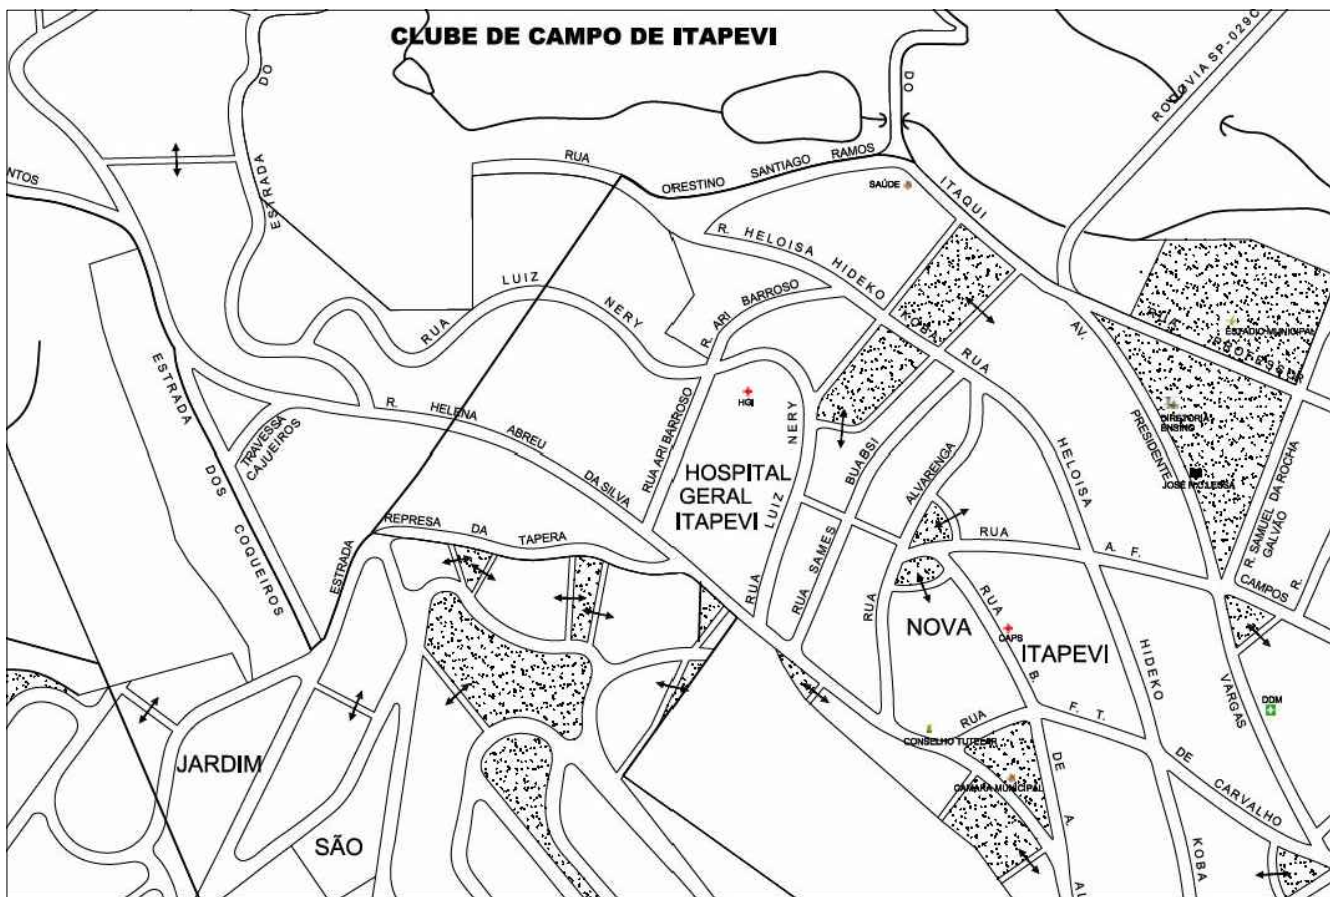 CLUBE DE CAMPO DE ITAPEVI
DO
RODOVIA SP-029C
ESTRADA DO
NTOS
RUA ORESTINO SANTIAGO RAMOS
SAÚDE
ITAQUI
R. HELOISA HIDEKO KOBA
RUA LUIZ NERY
R. ARI BARROSO
RUA
AV.
PRESIDENTE
RUA PROFESSOR
ESTADIO MUNICIPAL
ESTRADA DOS COQUEIROS
TRAVESSA
CAJUEIROS
R. HELENA ABREU DA SILVA
RUA ARI BARROSO
HGI
NERY
DIRETORIA
ENSINO
HOSPITAL
GERAL
ITAPEVI
LUIZ
RUA
BUABSI
SAMES
RUA
ALVARENGA
RUA
HELOISA
R. SAMUEL DA ROCHA
GALVÃO
ESTRADA
REPRESA DA TAPERA
RUA A. F.
CAMPOS
R.
NOVA
ITAPEVI
RUA
CAPS
B.
HIDEKO
VARGAS
DDM
JARDIM
SÃO
RUA F. T.
DE CARVALHO
CONSELHO TUTELAR
CAMARA MUNICIPAL
DE
A.
AL
KOBA